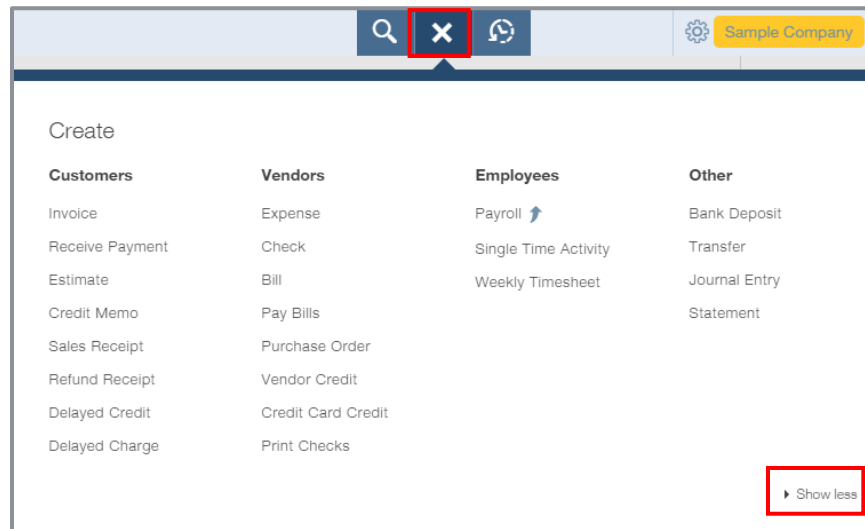 Sample Company
Create
Customers
Vendors
Employees
Other
Invoice
Expense
Payroll
Bank Deposit
Receive Payment
Check
Single Time Activity
Transfer
Estimate
Bill
Weekly Timesheet
Journal Entry
Credit Memo
Pay Bills
Statement
Sales Receipt
Purchase Order
Refund Receipt
Vendor Credit
Delayed Credit
Credit Card Credit
Delayed Charge
Print Checks
Show less